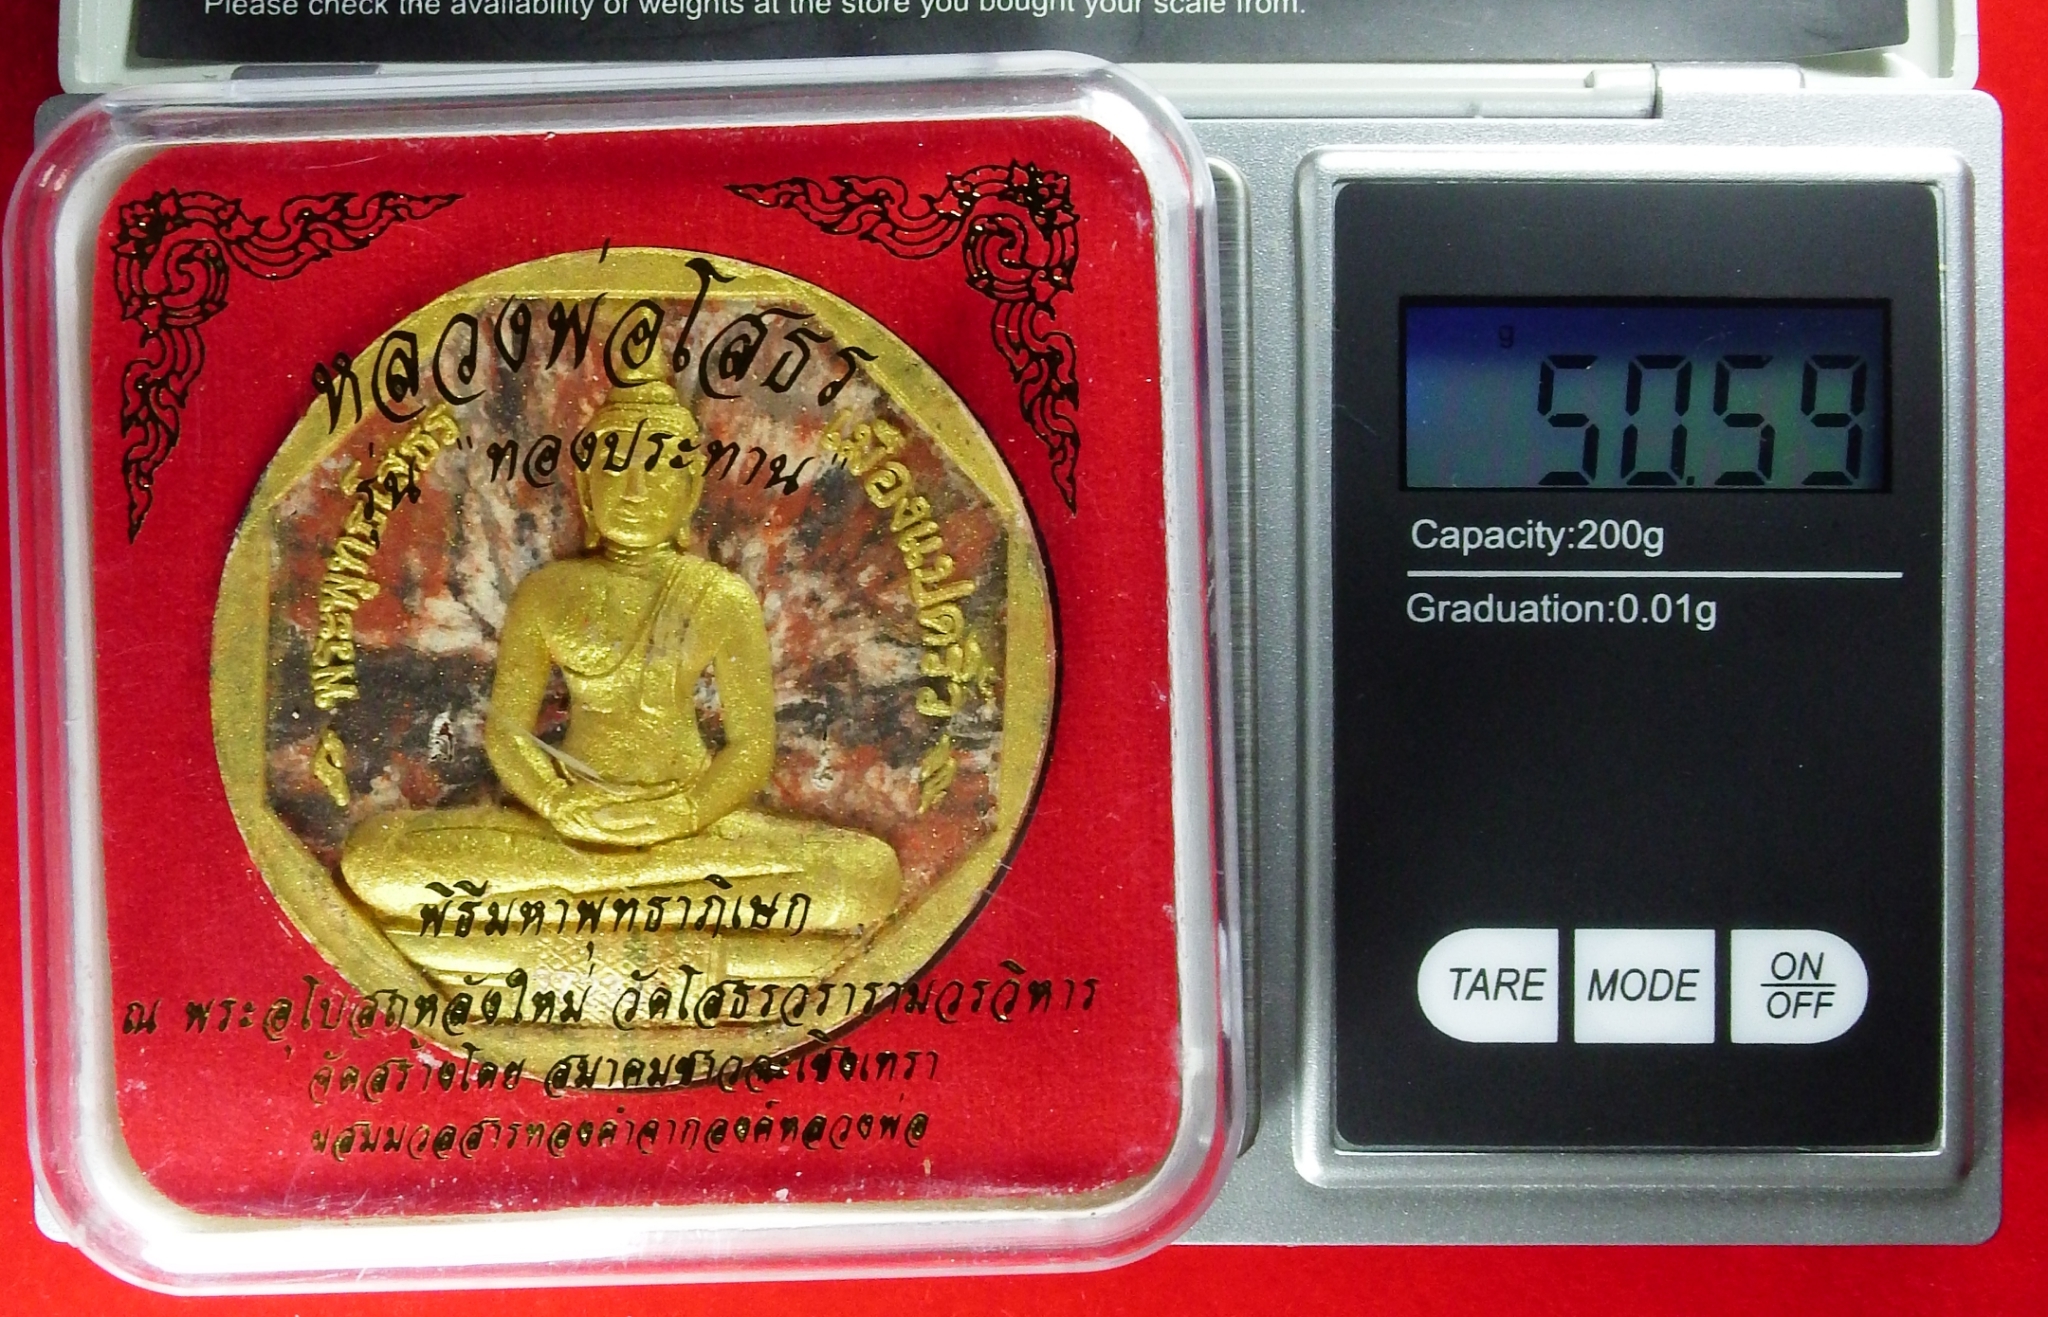 Please check the availability of weights at the store you bought your scale from.
หลวงพ่อโสธร
รุ่น "ทองประทาน"
พระพุทธโสธร
เมืองแปดริ้ว
พิธีมหาพุทธาภิเษก
ณ พระอุโบสถหลังใหม่ วัดโสธรวรารามวรวิหาร
จัดสร้างโดย สมาคมชาวฉะเชิงเทรา
ผสมมวลสารทองคำจากองค์หลวงพ่อ
g
50.59
Capacity:200g
Graduation:0.01g
TARE MODE ON/OFF